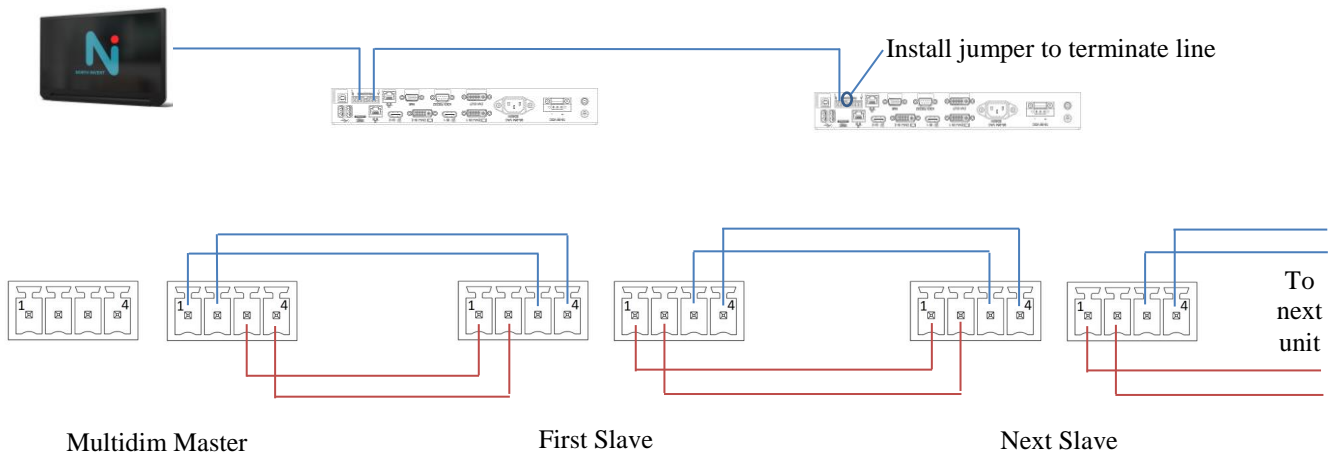 Install jumper to terminate line
1 4
1 4
1 4
1 4
1 4
1 4
To
next
unit
Multidim Master
First Slave
Next Slave